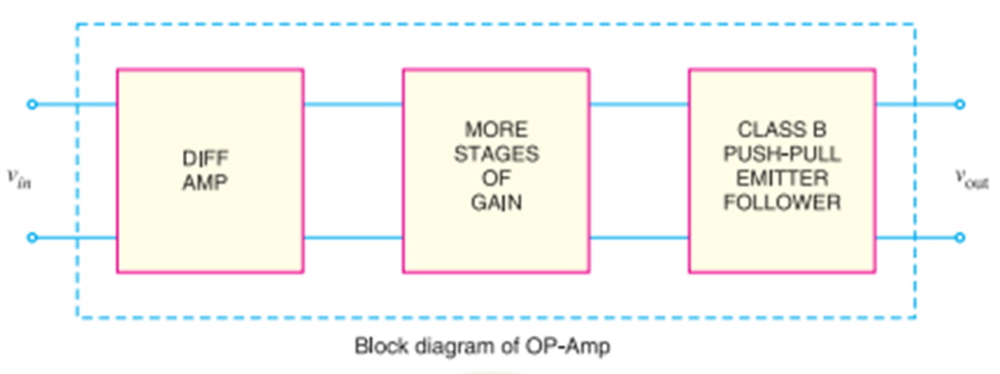 DIFF
AMP
MORE
STAGES
OF
GAIN
CLASS B
PUSH-PULL
EMITTER
FOLLOWER
v_in
v_out
Block diagram of OP-Amp